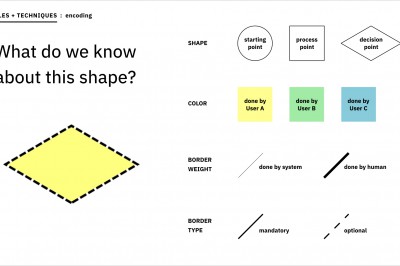 LES + TECHNIQUES : encoding
What do we know
about this shape?
SHAPE
starting
point
process
point
decision
point
COLOR
done by
User A
done by
User B
done by
User C
BORDER
WEIGHT
done by system
done by human
BORDER
TYPE
mandatory
optional